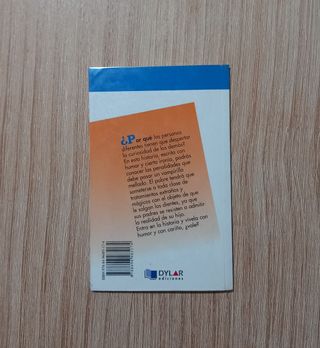 ¿Por qué las personas
diferentes tienen que despertar
la curiosidad de los demás?
En esta historia, escrita con
humor y cierta ironía, podrás
conocer las penalidades que
debe pasar un vampirillo
mellado. El pobre tendrá que
someterse a toda clase de
tratamientos extraños y
mágicos con el objeto de que
le salgan los dientes, ya que
sus padres se resisten a admitir
la realidad de su hijo.
Entra en la historia y vívela con
humor y con cariño, ¿vale?
DYLAR
ediciones